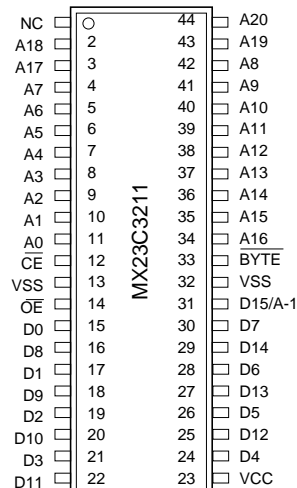 NC 44 A20
A18 2 43 A19
A17 3 42 A8
A7 4 41 A9
A6 5 40 A10
A5 6 39 A11
A4 7 38 A12
A3 8 37 A13
A2 9 36 A14
A1 10 35 A15
A0 11 34 A16
CE 12 33 BYTE
VSS 13 32 VSS
OE 14 31 D15/A-1
D0 15 30 D7
D8 16 29 D14
D1 17 28 D6
D9 18 27 D13
D2 19 26 D5
D10 20 25 D12
D3 21 24 D4
D11 22 23 VCC
MX23C3211